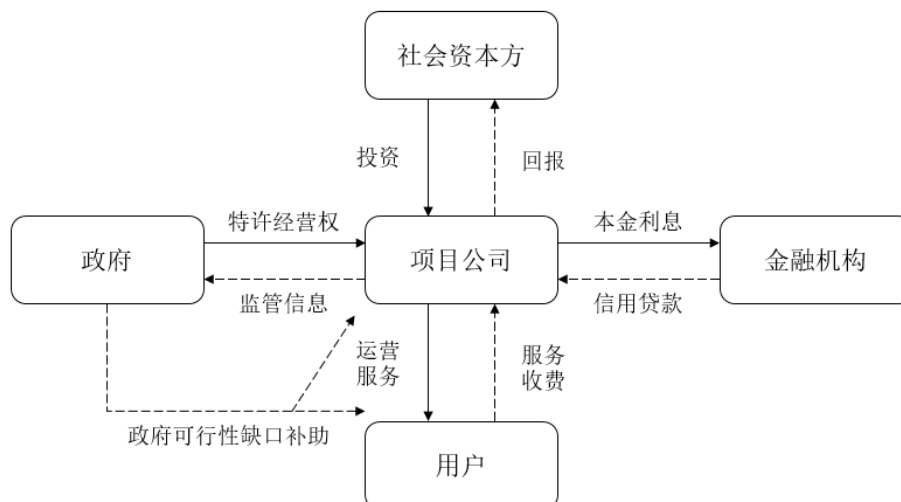 社会资本方
投资
回报
特许经营权
本金利息
政府
项目公司
金融机构
监管信息
信用贷款
运营
服务
服务
收费
政府可行性缺口补助
用户